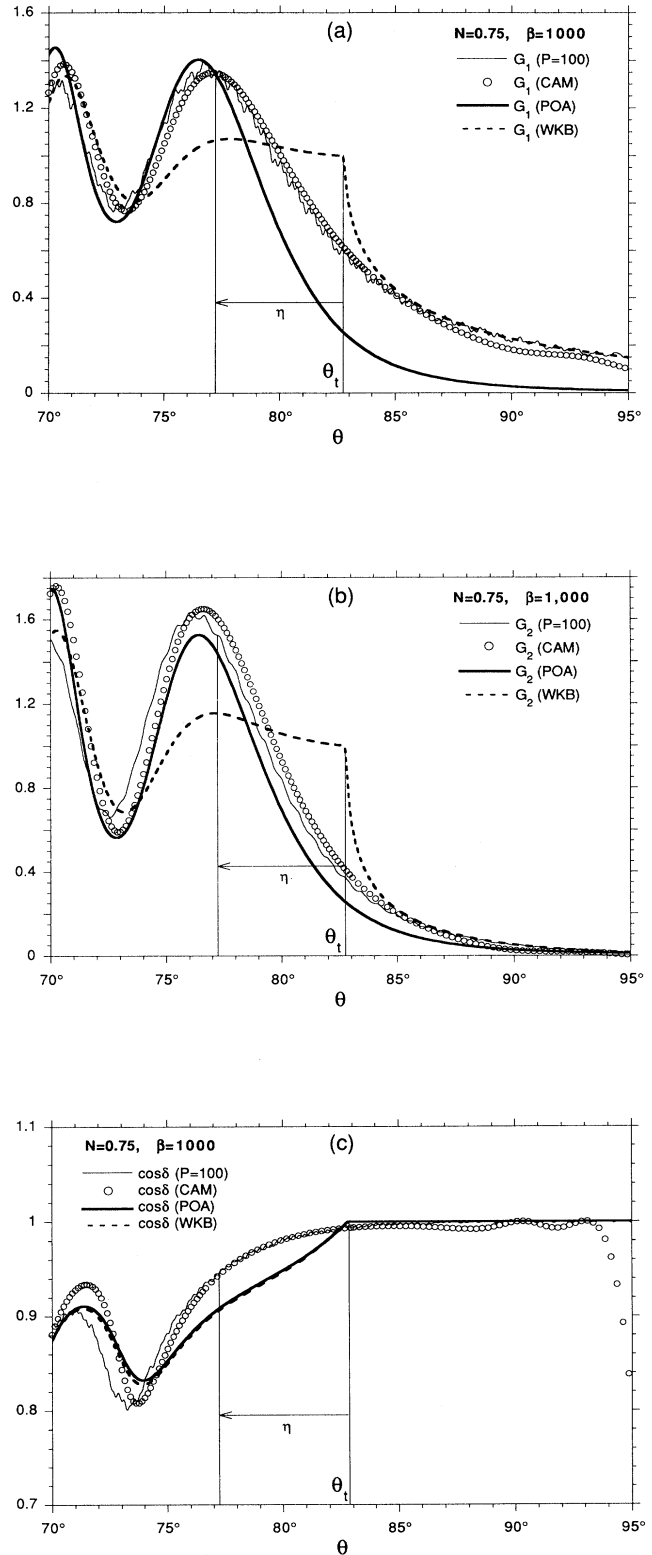 (a)
N=0.75, β=1000
G1 (P=100)
G1 (CAM)
G1 (POA)
G1 (WKB)
1.6
1.2
0.8
0.4
0
η
θt
70° 75° 80° 85° 90° 95°
θ
(b)
N=0.75, β=1,000
G2 (P=100)
G2 (CAM)
G2 (POA)
G2 (WKB)
1.6
1.2
0.8
0.4
0
η
θt
70° 75° 80° 85° 90° 95°
θ
(c)
N=0.75, β=1000
cosδ (P=100)
cosδ (CAM)
cosδ (POA)
cosδ (WKB)
1.1
1
0.9
0.8
0.7
η
θt
70° 75° 80° 85° 90° 95°
θ